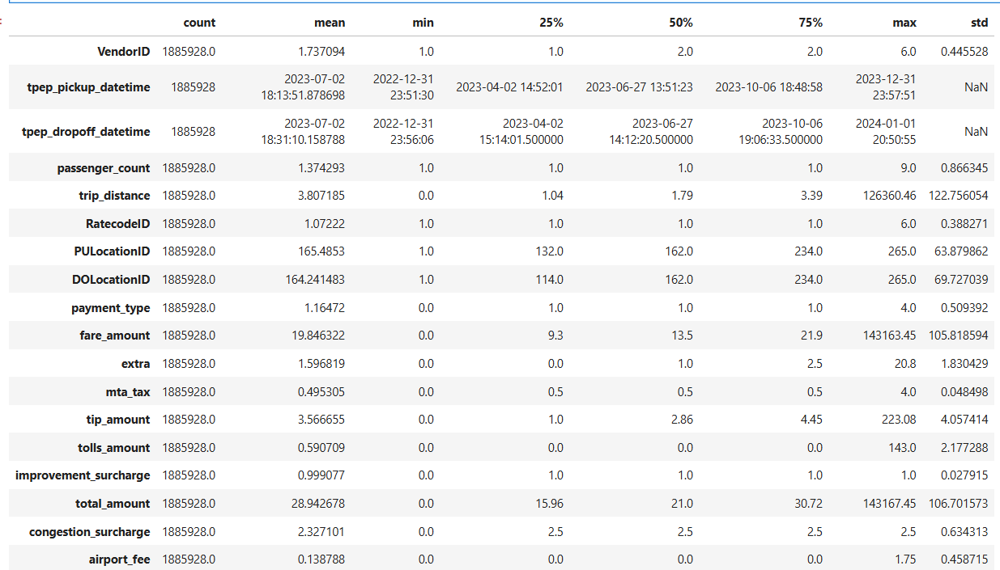 count mean min 25% 50% 75% max std
VendorID 1885928.0 1.737094 1.0 1.0 2.0 2.0 6.0 0.445528
tpep_pickup_datetime 1885928 2023-07-02 18:13:51.878698 2022-12-31 23:51:30 2023-04-02 14:52:01 2023-06-27 13:51:23 2023-10-06 18:48:58 2023-12-31 23:57:51 NaN
tpep_dropoff_datetime 1885928 2023-07-02 18:31:10.158788 2022-12-31 23:56:06 2023-04-02 15:14:01.500000 2023-06-27 14:12:20.500000 2023-10-06 19:06:33.500000 2024-01-01 20:50:55 NaN
passenger_count 1885928.0 1.374293 1.0 1.0 1.0 1.0 9.0 0.866345
trip_distance 1885928.0 3.807185 0.0 1.04 1.79 3.39 126360.46 122.756054
RatecodeID 1885928.0 1.07222 1.0 1.0 1.0 1.0 6.0 0.388271
PULocationID 1885928.0 165.4853 1.0 132.0 162.0 234.0 265.0 63.879862
DOLocationID 1885928.0 164.241483 1.0 114.0 162.0 234.0 265.0 69.727039
payment_type 1885928.0 1.16472 0.0 1.0 1.0 1.0 4.0 0.509392
fare_amount 1885928.0 19.846322 0.0 9.3 13.5 21.9 143163.45 105.818594
extra 1885928.0 1.596819 0.0 0.0 1.0 2.5 20.8 1.830429
mta_tax 1885928.0 0.495305 0.0 0.5 0.5 0.5 4.0 0.048498
tip_amount 1885928.0 3.566655 0.0 1.0 2.86 4.45 223.08 4.057414
tolls_amount 1885928.0 0.590709 0.0 0.0 0.0 0.0 143.0 2.177288
improvement_surcharge 1885928.0 0.999077 0.0 1.0 1.0 1.0 1.0 0.027915
total_amount 1885928.0 28.942678 0.0 15.96 21.0 30.72 143167.45 106.701573
congestion_surcharge 1885928.0 2.327101 0.0 2.5 2.5 2.5 2.5 0.634313
airport_fee 1885928.0 0.138788 0.0 0.0 0.0 0.0 1.75 0.458715